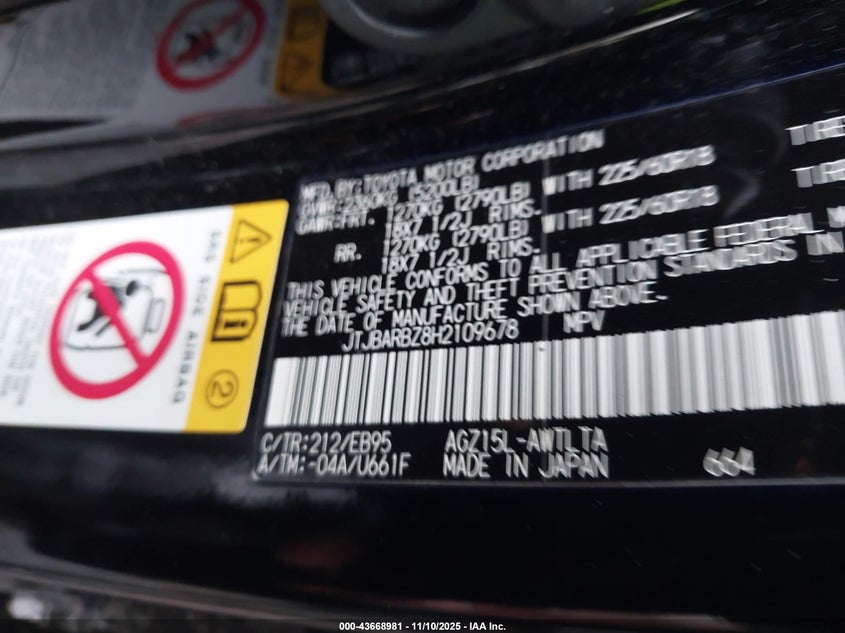 MFD. BY: TOYOTA MOTOR CORPORATION
GVWR: 2360KG (5200LB)
GAWR: FRT. 1270KG (2790LB) WITH 225/60R18 TIRE
18X7 1/2J RIMS.
RR. 1270KG (2790LB) WITH 225/60R18 TIRE
18X7 1/2J RIMS.
THIS VEHICLE CONFORMS TO ALL APPLICABLE FEDERAL
VEHICLE SAFETY AND THEFT PREVENTION STANDARDS IN
THE DATE OF MANUFACTURE SHOWN ABOVE.
JTJBARBZ8H2109678 MPV
C/TR:212/EB95 AGZ15L-AWTLTA
A/TM:-04A/U661F MADE IN JAPAN 664
SRS SIDE AIRBAG
2
000-43668981 - 11/10/2025 - IAA Inc.